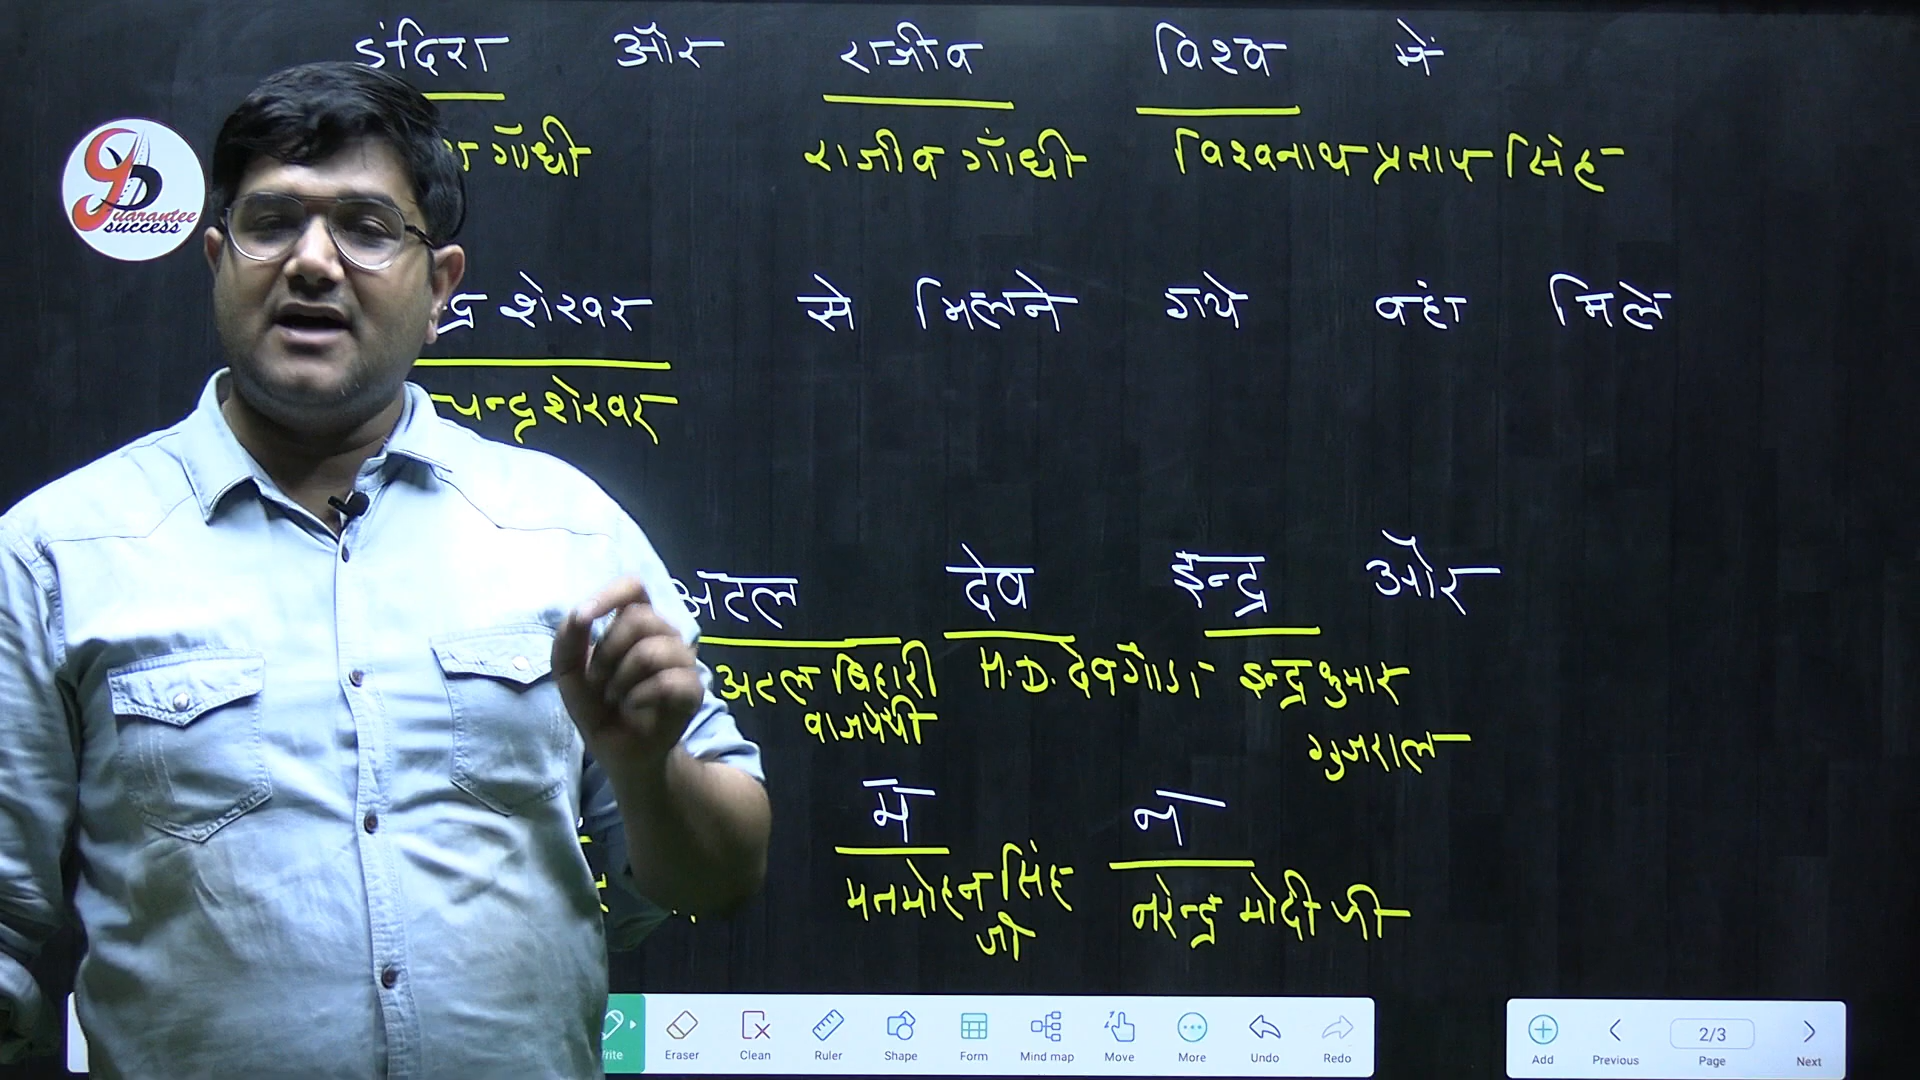 इंदिरा और राजीव विश्व में
गाँधी राजीव गाँधी विश्वनाथ प्रताप सिंह
Guarantee
success
द्र शेखर से मिलने गये वहां मिले
चन्द्रशेखर
अटल देव इन्द्र और
अटल बिहारी H.D. देवगौडा इन्द्र कुमार
वाजपेयी गुजराल
म न
मनमोहन सिंह नरेन्द्र मोदी जी
जी
Eraser Clean Ruler Shape Form Mind map Move More Undo Redo
Add Previous 2/3 Page Next